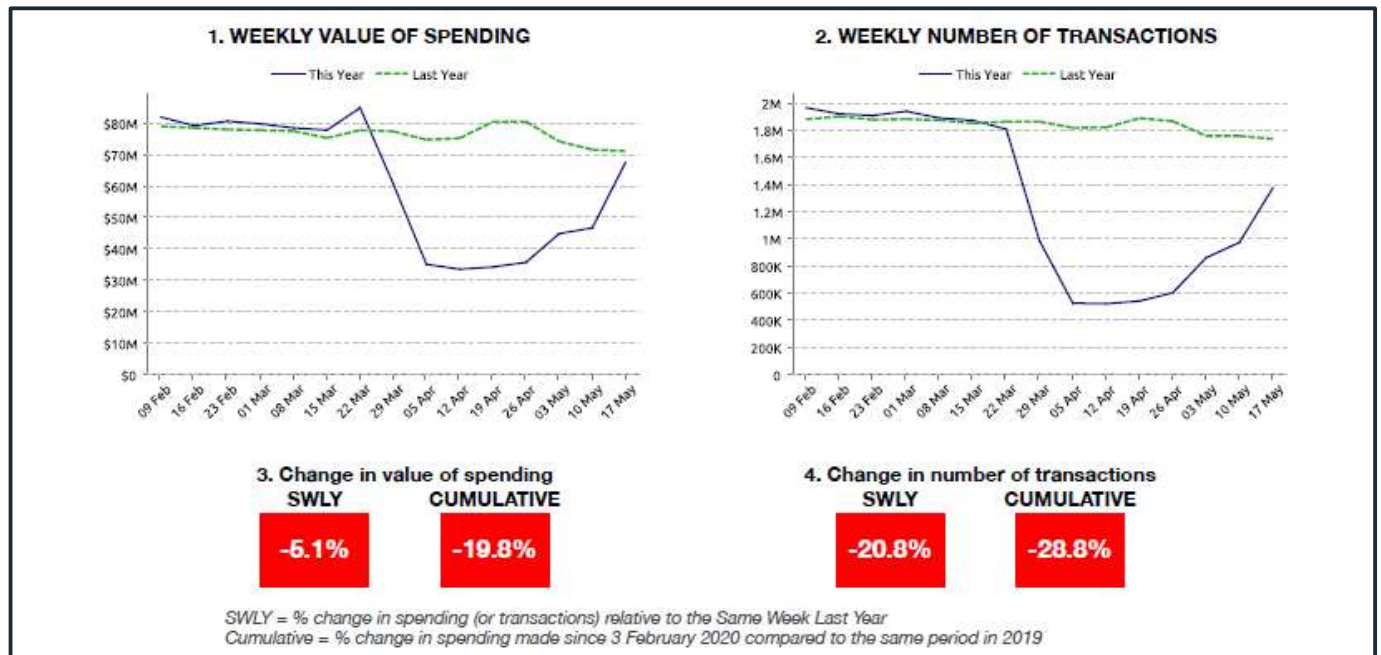 1. WEEKLY VALUE OF SPENDING
This Year Last Year
$80M
$70M
$60M
$50M
$40M
$30M
$20M
$10M
$0
09 Feb
16 Feb
23 Feb
01 Mar
08 Mar
15 Mar
22 Mar
29 Mar
05 Apr
12 Apr
19 Apr
26 Apr
03 May
10 May
17 May
2. WEEKLY NUMBER OF TRANSACTIONS
This Year Last Year
2M
1.8M
1.6M
1.4M
1.2M
1M
800K
600K
400K
200K
0
09 Feb
16 Feb
23 Feb
01 Mar
08 Mar
15 Mar
22 Mar
29 Mar
05 Apr
12 Apr
19 Apr
26 Apr
03 May
10 May
17 May
3. Change in value of spending
SWLY CUMULATIVE
-5.1% -19.8%
4. Change in number of transactions
SWLY CUMULATIVE
-20.8% -28.8%
SWLY = % change in spending (or transactions) relative to the Same Week Last Year
Cumulative = % change in spending made since 3 February 2020 compared to the same period in 2019